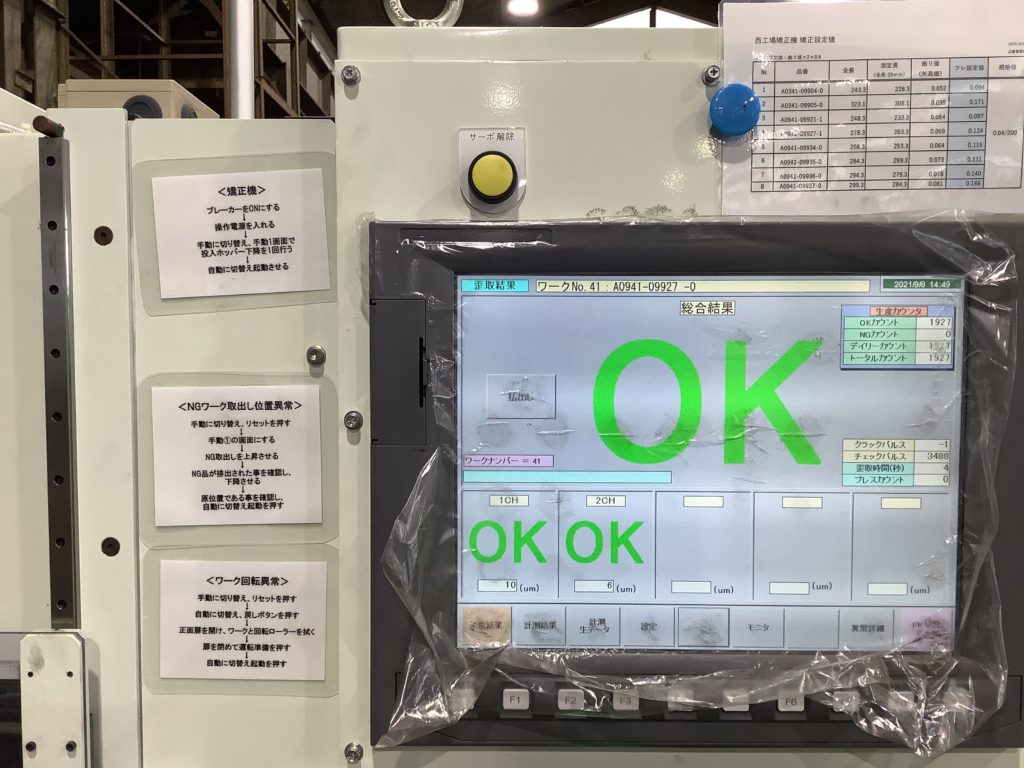 サーボ解除
西工場矯正機 矯正設定値
No 品番 全長 測定長 曲り値 フレ設定値 規格値
(全長-15mm) (矢高値)
1 A0341-09904-0 243.3 228.3 0.052 0.094
2 A0341-09905-0 323.1 308.1 0.095 0.171
3 A0941-09921-1 248.3 233.3 0.054 0.097
4 A0941-09927-1 278.3 263.3 0.069 0.124 0.04/200
5 A0941-09934-0 268.3 253.3 0.064 0.115
6 A0941-09935-0 284.3 269.3 0.073 0.131
7 A0941-09936-0 294.3 279.3 0.078 0.140
8 A0941-09937-0 299.3 284.3 0.081 0.146
<矯正機>
ブレーカーをONにする
↓
操作電源を入れる
↓
手動に切り替え、手動1画面で
投入ホッパー下降を1回行う
↓
自動に切替え起動させる
<NGワーク取出し位置異常>
手動に切り替え、リセットを押す
↓
手動①の画面にする
↓
NG取出しを上昇させる
↓
NG品が排出された事を確認し、
下降させる
↓
原位置である事を確認し、
自動に切替え起動を押す
<ワーク回転異常>
手動に切替え、リセットを押す
↓
自動に切替え、戻しボタンを押す
↓
正面扉を開け、ワークと回転ローラーを拭く
↓
扉を閉めて運転準備を押す
↓
自動に切替え起動を押す
歪取結果 ワークNo. 41 : A0941-09927 -0 2021/9/6 14:49
総合結果
OK
生産カウンタ
OKカウント 1927
NGカウント 0
デイリーカウント 1927
トータルカウント 1927
払出し
クラックパルス -1
チェックパルス 3488
歪取時間(秒) 4
プレスカウント 0
ワークナンバー = 41
1CH 2CH
OK OK
10 (um) 6 (um) (um) (um) (um)
歪取結果 計測結果 計測 設定 モニタ 異常詳細
生データ
F1 F2 F3 F6